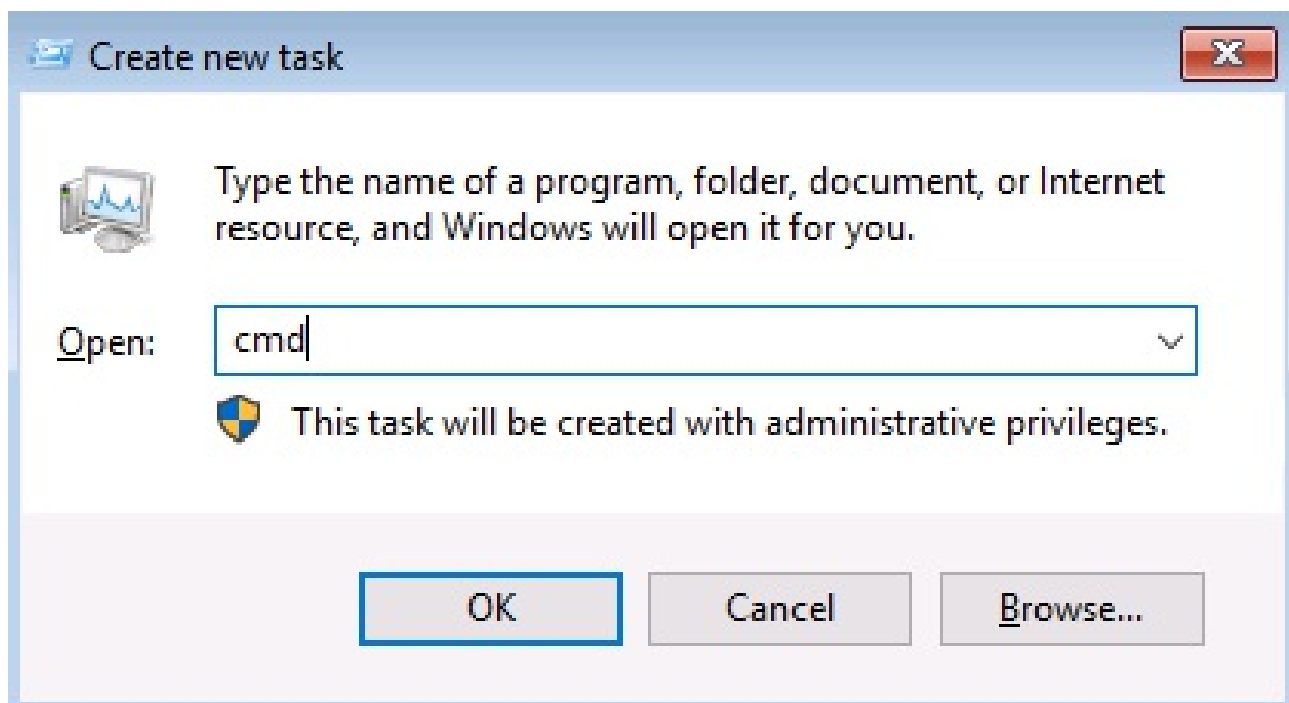 Create new task
Type the name of a program, folder, document, or Internet
resource, and Windows will open it for you.
Open: cmd
This task will be created with administrative privileges.
OK Cancel Browse...